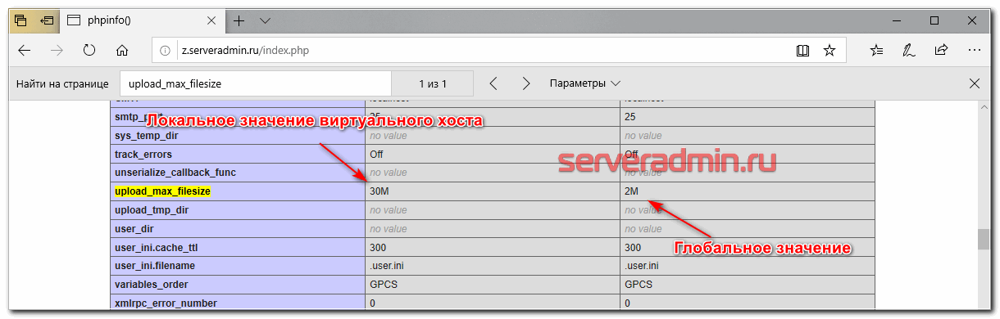 phpinfo()
z.serveradmin.ru/index.php
Найти на странице upload_max_filesize 1 из 1 Параметры
smtp_port 25 25
Локальное значение виртуального хоста
sys_temp_dir no value no value
track_errors Off Off
serveradmin.ru
unserialize_callback_func no value no value
upload_max_filesize 30M 2M
upload_tmp_dir no value no value
user_dir no value no value
user_ini.cache_ttl 300 300
Глобальное значение
user_ini.filename .user.ini .user.ini
variables_order GPCS GPCS
xmlrpc_error_number 0 0